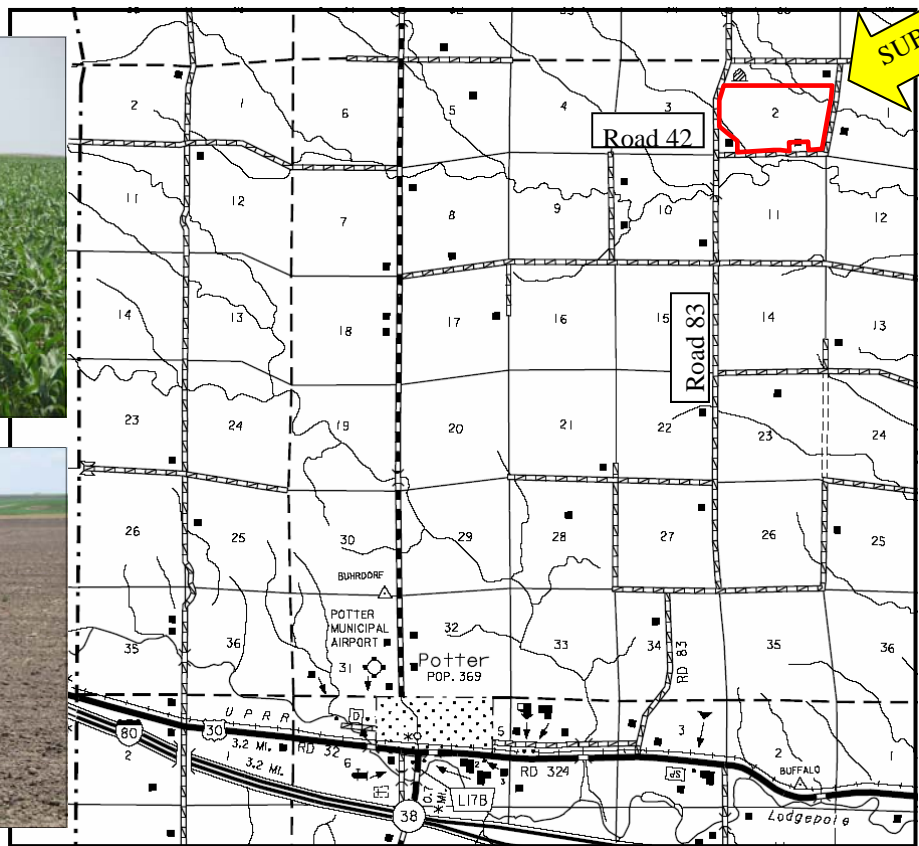 SUB
2
1
6
5
4
3
2
1
Road 42
11
12
7
8
9
10
11
12
14
13
18
17
16
15
14
13
Road 83
23
24
19
20
21
22
23
24
26
25
30
29
28
27
26
25
BUHRDORF
35
36
POTTER
MUNICIPAL
AIRPORT
31
32
Potter
POP. 369
33
34
RD 83
35
36
U P R R
80
30
3.2 MI.
RD 32
2
1
3.2 MI.
D
6
5
RD 324
3
SP
2
1
BUFFALO
0.7
MI.
L17B
38
Lodgepole